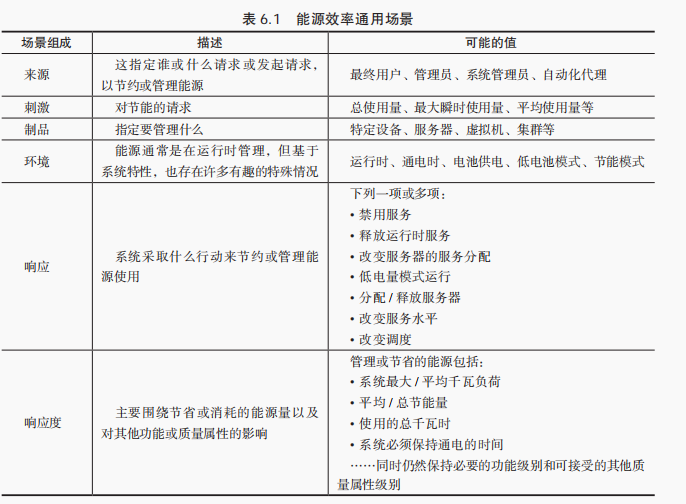 表 6.1 能源效率通用场景
场景组成 描述 可能的值
来源 这指定谁或什么请求或发起请求，以节约或管理能源 最终用户、管理员、系统管理员、自动化代理
刺激 对节能的请求 总使用量、最大瞬时使用量、平均使用量等
制品 指定要管理什么 特定设备、服务器、虚拟机、集群等
环境 能源通常是在运行时管理，但基于系统特性，也存在许多有趣的特殊情况 运行时、通电时、电池供电、低电池模式、节能模式
响应 系统采取什么行动来节约或管理能源使用
下列一项或多项：
• 禁用服务
• 释放运行时服务
• 改变服务器的服务分配
• 低电量模式运行
• 分配 / 释放服务器
• 改变服务水平
• 改变调度
响应度 主要围绕节省或消耗的能源量以及对其他功能或质量属性的影响
管理或节省的能源包括：
• 系统最大 / 平均千瓦负荷
• 平均 / 总节能量
• 使用的总千瓦时
• 系统必须保持通电的时间
……同时仍然保持必要的功能级别和可接受的其他质
量属性级别